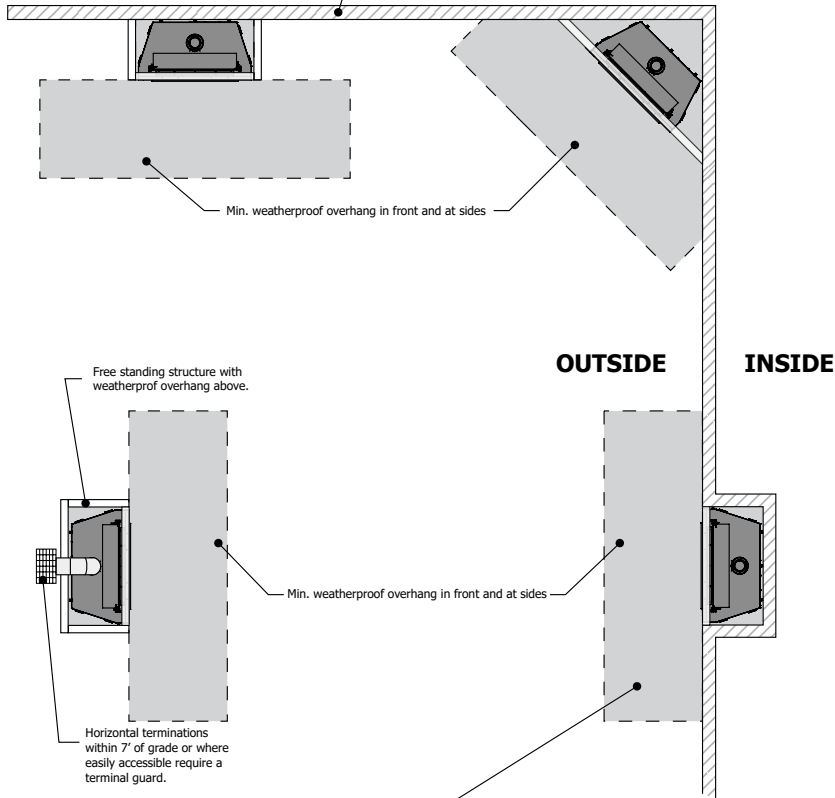 Min. weatherproof overhang in front and at sides
OUTSIDE
INSIDE
Free standing structure with
weatherprof overhang above.
Min. weatherproof overhang in front and at sides
Horizontal terminations
within 7' of grade or where
easily accessible require a
terminal guard.